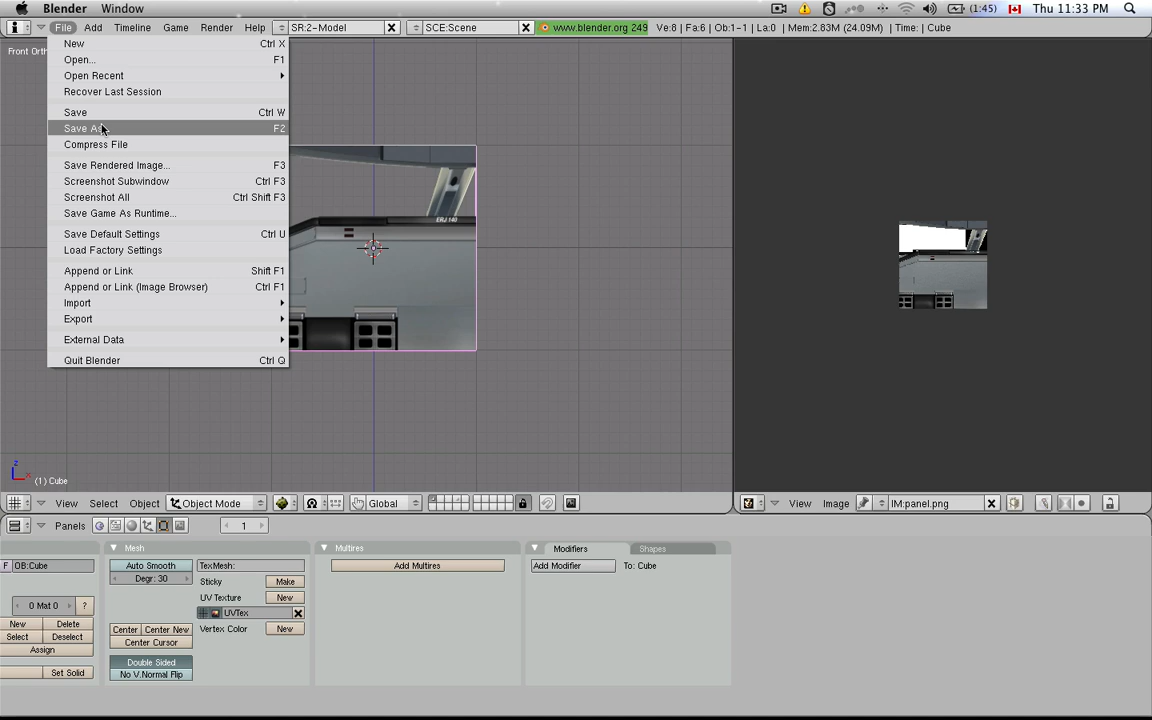 Blender Window (1:45) Thu 11:33 PM
File Add Timeline Game Render Help SR:2-Model SCE:Scene www.blender.org 249 Ve:8 | Fa:6 | Ob:1-1 | La:0 | Mem:2.83M (24.09M) | Time: | Cube
New Ctrl X
Front Orth
Open... F1
Open Recent
Recover Last Session
Save Ctrl W
Save As F2
Compress File
Save Rendered Image... F3
Screenshot Subwindow Ctrl F3
Screenshot All Ctrl Shift F3
Save Game As Runtime...
Save Default Settings Ctrl U
Load Factory Settings
Append or Link Shift F1
Append or Link (Image Browser) Ctrl F1
Import
Export
External Data
Quit Blender Ctrl Q
ERJ 140
z
x
(1) Cube
View Select Object Object Mode Global
View Image IM:panel.png
Panels 1
Mesh Multires Modifiers Shapes
F OB:Cube Auto Smooth TexMesh: Add Multires Add Modifier To: Cube
Degr: 30 Sticky Make
0 Mat 0 ? UV Texture New
New Delete UVTex
Select Deselect Center Center New Vertex Color New
Assign Center Cursor
Set Solid Double Sided
No V.Normal Flip